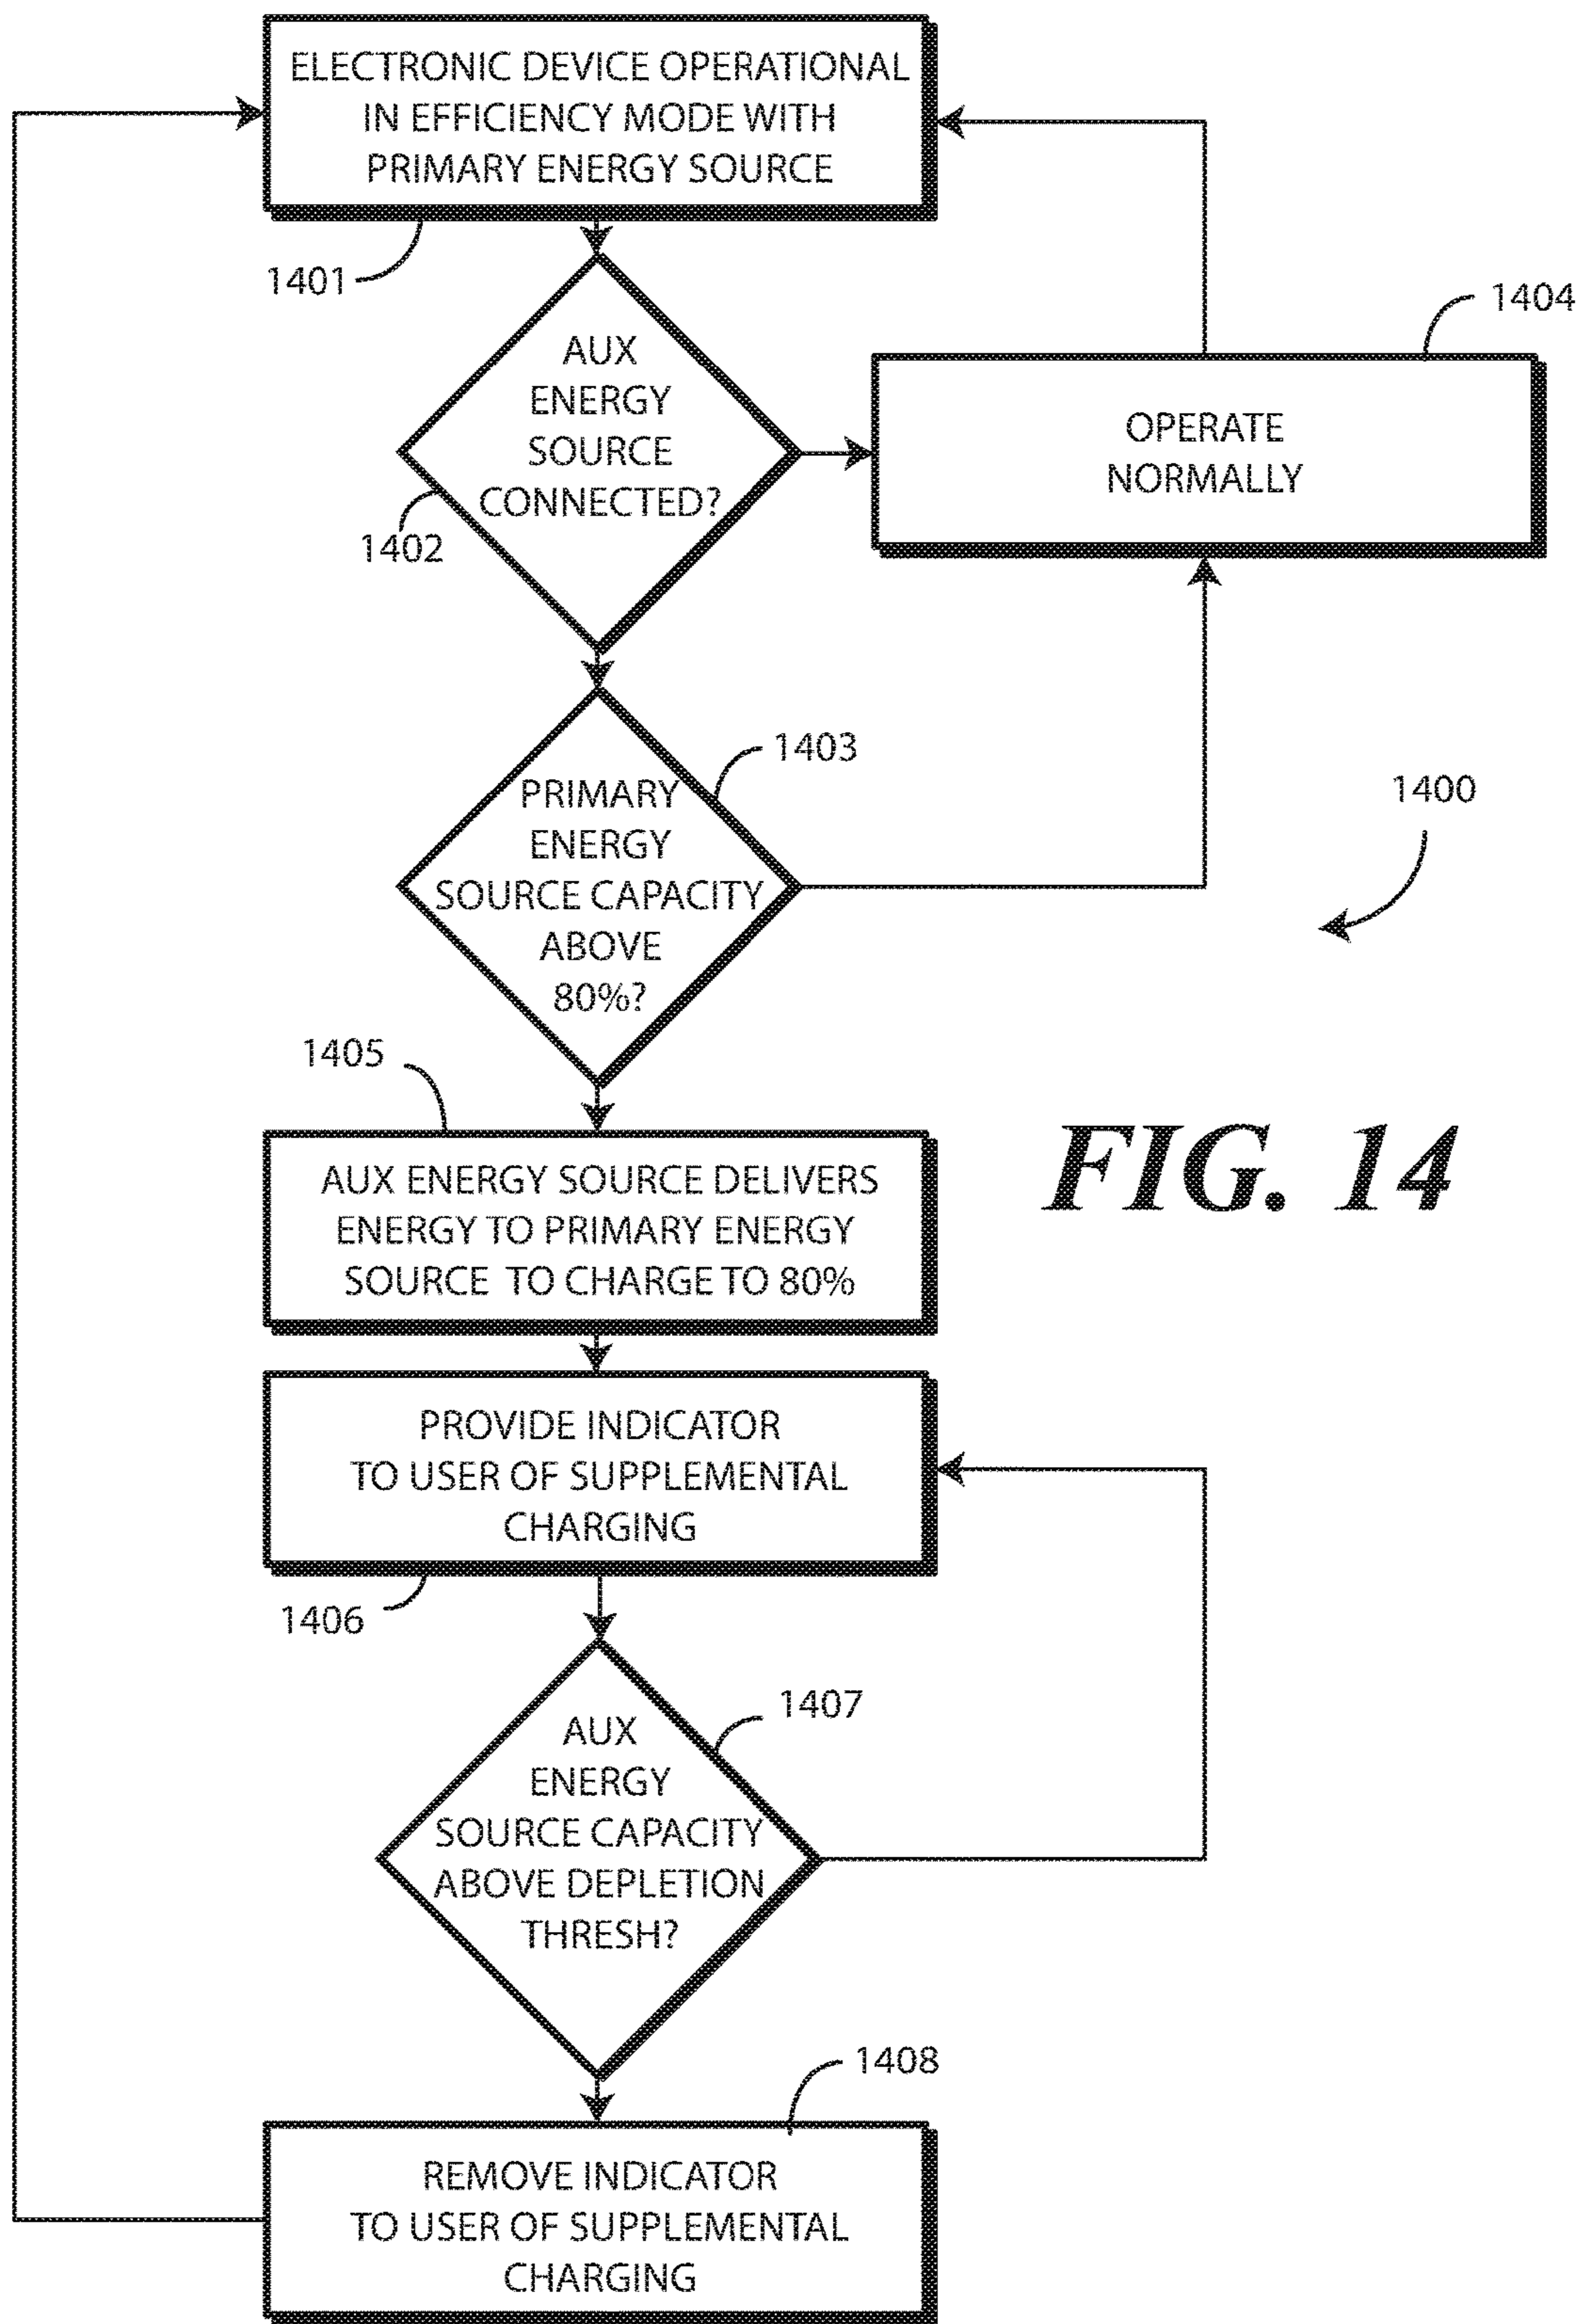 ELECTRONIC DEVICE OPERATIONAL
IN EFFICIENCY MODE WITH
PRIMARY ENERGY SOURCE
1401
1404
AUX
ENERGY
SOURCE
CONNECTED?
1402
OPERATE
NORMALLY
1403
PRIMARY
ENERGY
SOURCE CAPACITY
ABOVE
80%?
1400
1405
AUX ENERGY SOURCE DELIVERS
ENERGY TO PRIMARY ENERGY
SOURCE TO CHARGE TO 80%
FIG. 14
PROVIDE INDICATOR
TO USER OF SUPPLEMENTAL
CHARGING
1406
1407
AUX
ENERGY
SOURCE CAPACITY
ABOVE DEPLETION
THRESH?
1408
REMOVE INDICATOR
TO USER OF SUPPLEMENTAL
CHARGING